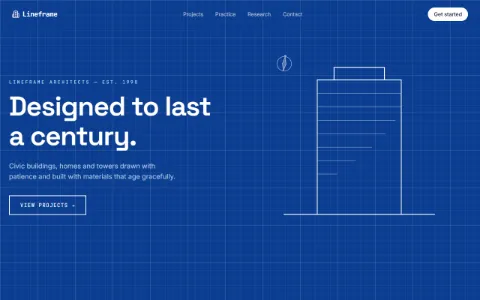 Lineframe
Projects Practice Research Contact
Get started
LINEFRAME ARCHITECTS — EST. 1998
Designed to last
a century.
Civic buildings, homes and towers drawn with
patience and built with materials that age gracefully.
VIEW PROJECTS →